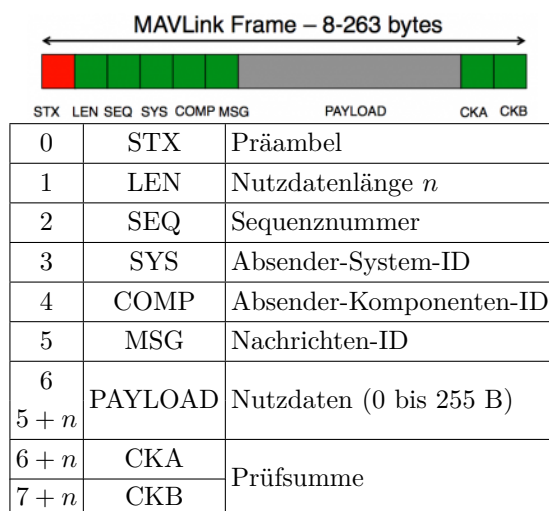 MAVLink Frame – 8-263 bytes
STX LEN SEQ SYS COMP MSG PAYLOAD CKA CKB
0 STX Präambel
1 LEN Nutzdatenlänge n
2 SEQ Sequenznummer
3 SYS Absender-System-ID
4 COMP Absender-Komponenten-ID
5 MSG Nachrichten-ID
6
5 + n PAYLOAD Nutzdaten (0 bis 255 B)
6 + n CKA Prüfsumme
7 + n CKB